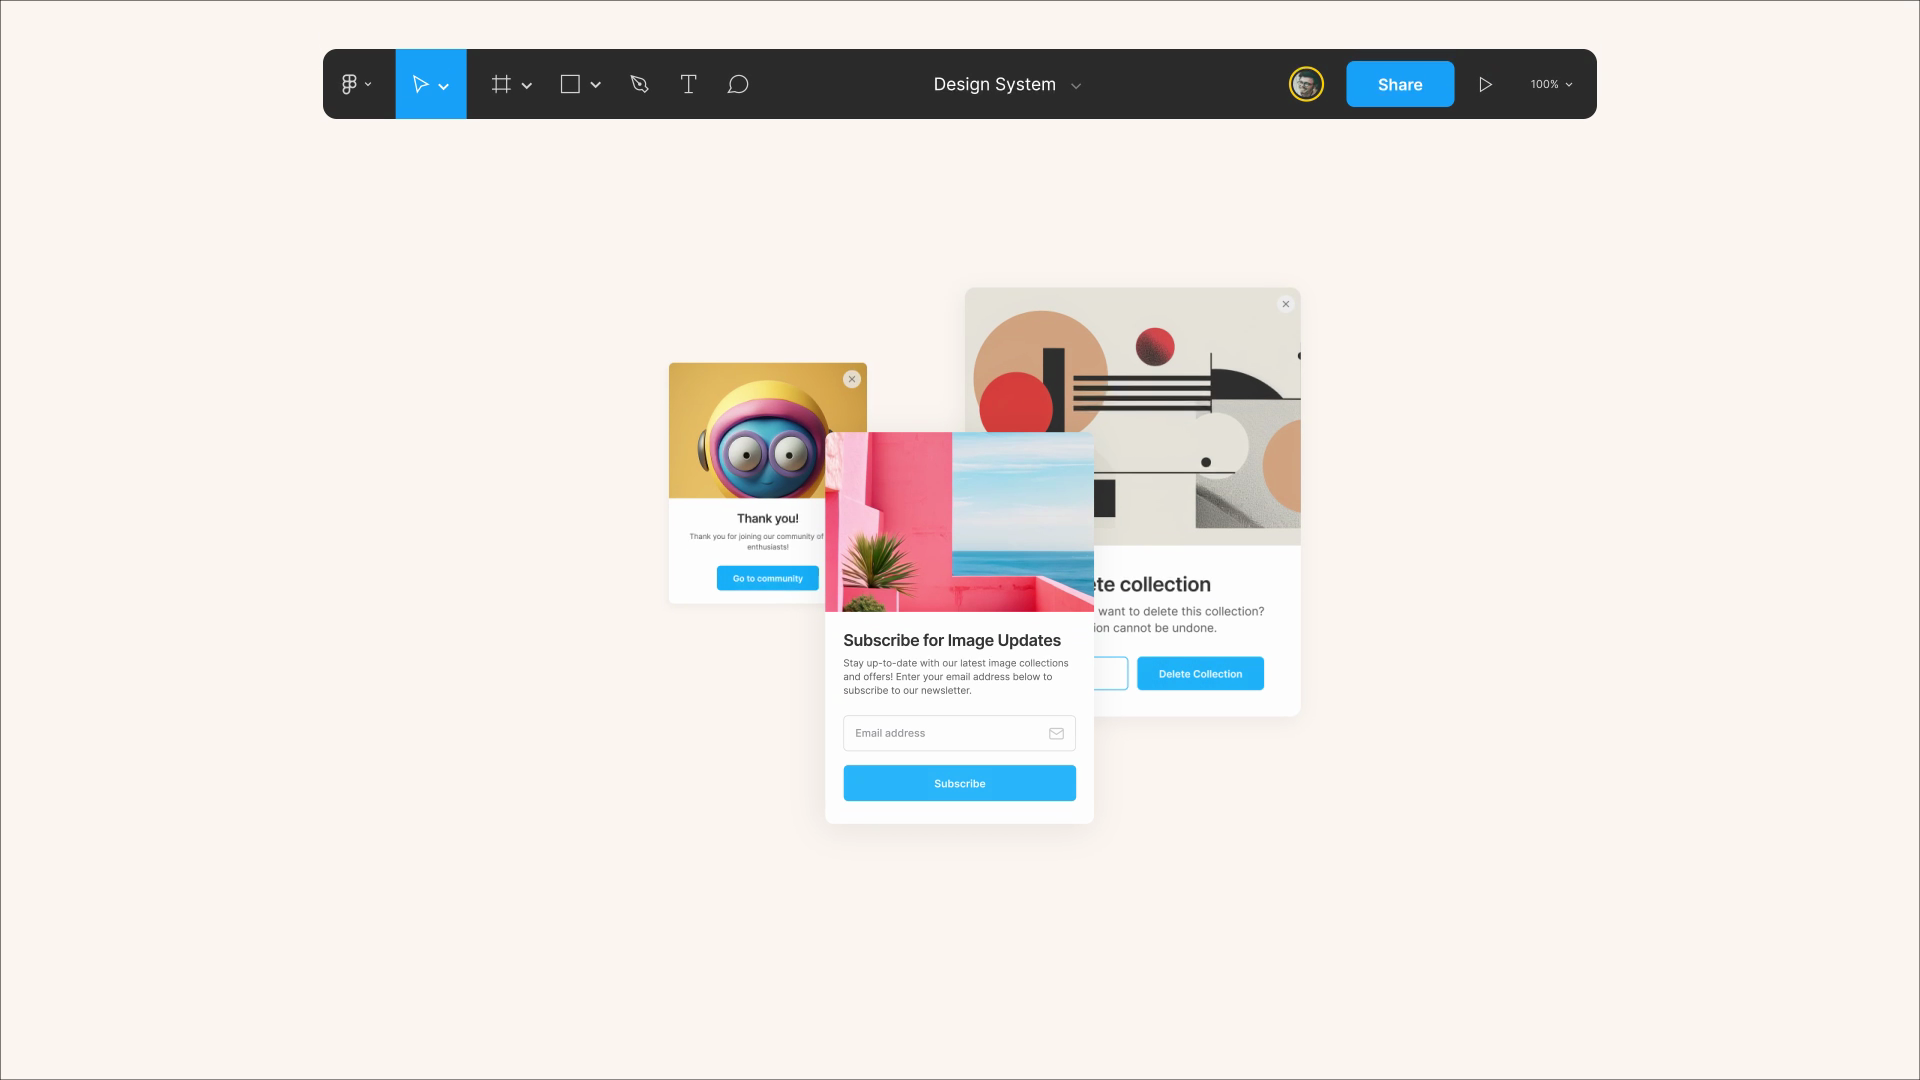 Design System
Share
100%
Thank you!
Thank you for joining our community of
enthusiasts!
Go to community
Subscribe for Image Updates
Stay up-to-date with our latest image collections
and offers! Enter your email address below to
subscribe to our newsletter.
Email address
Subscribe
te collection
want to delete this collection?
ion cannot be undone.
Delete Collection